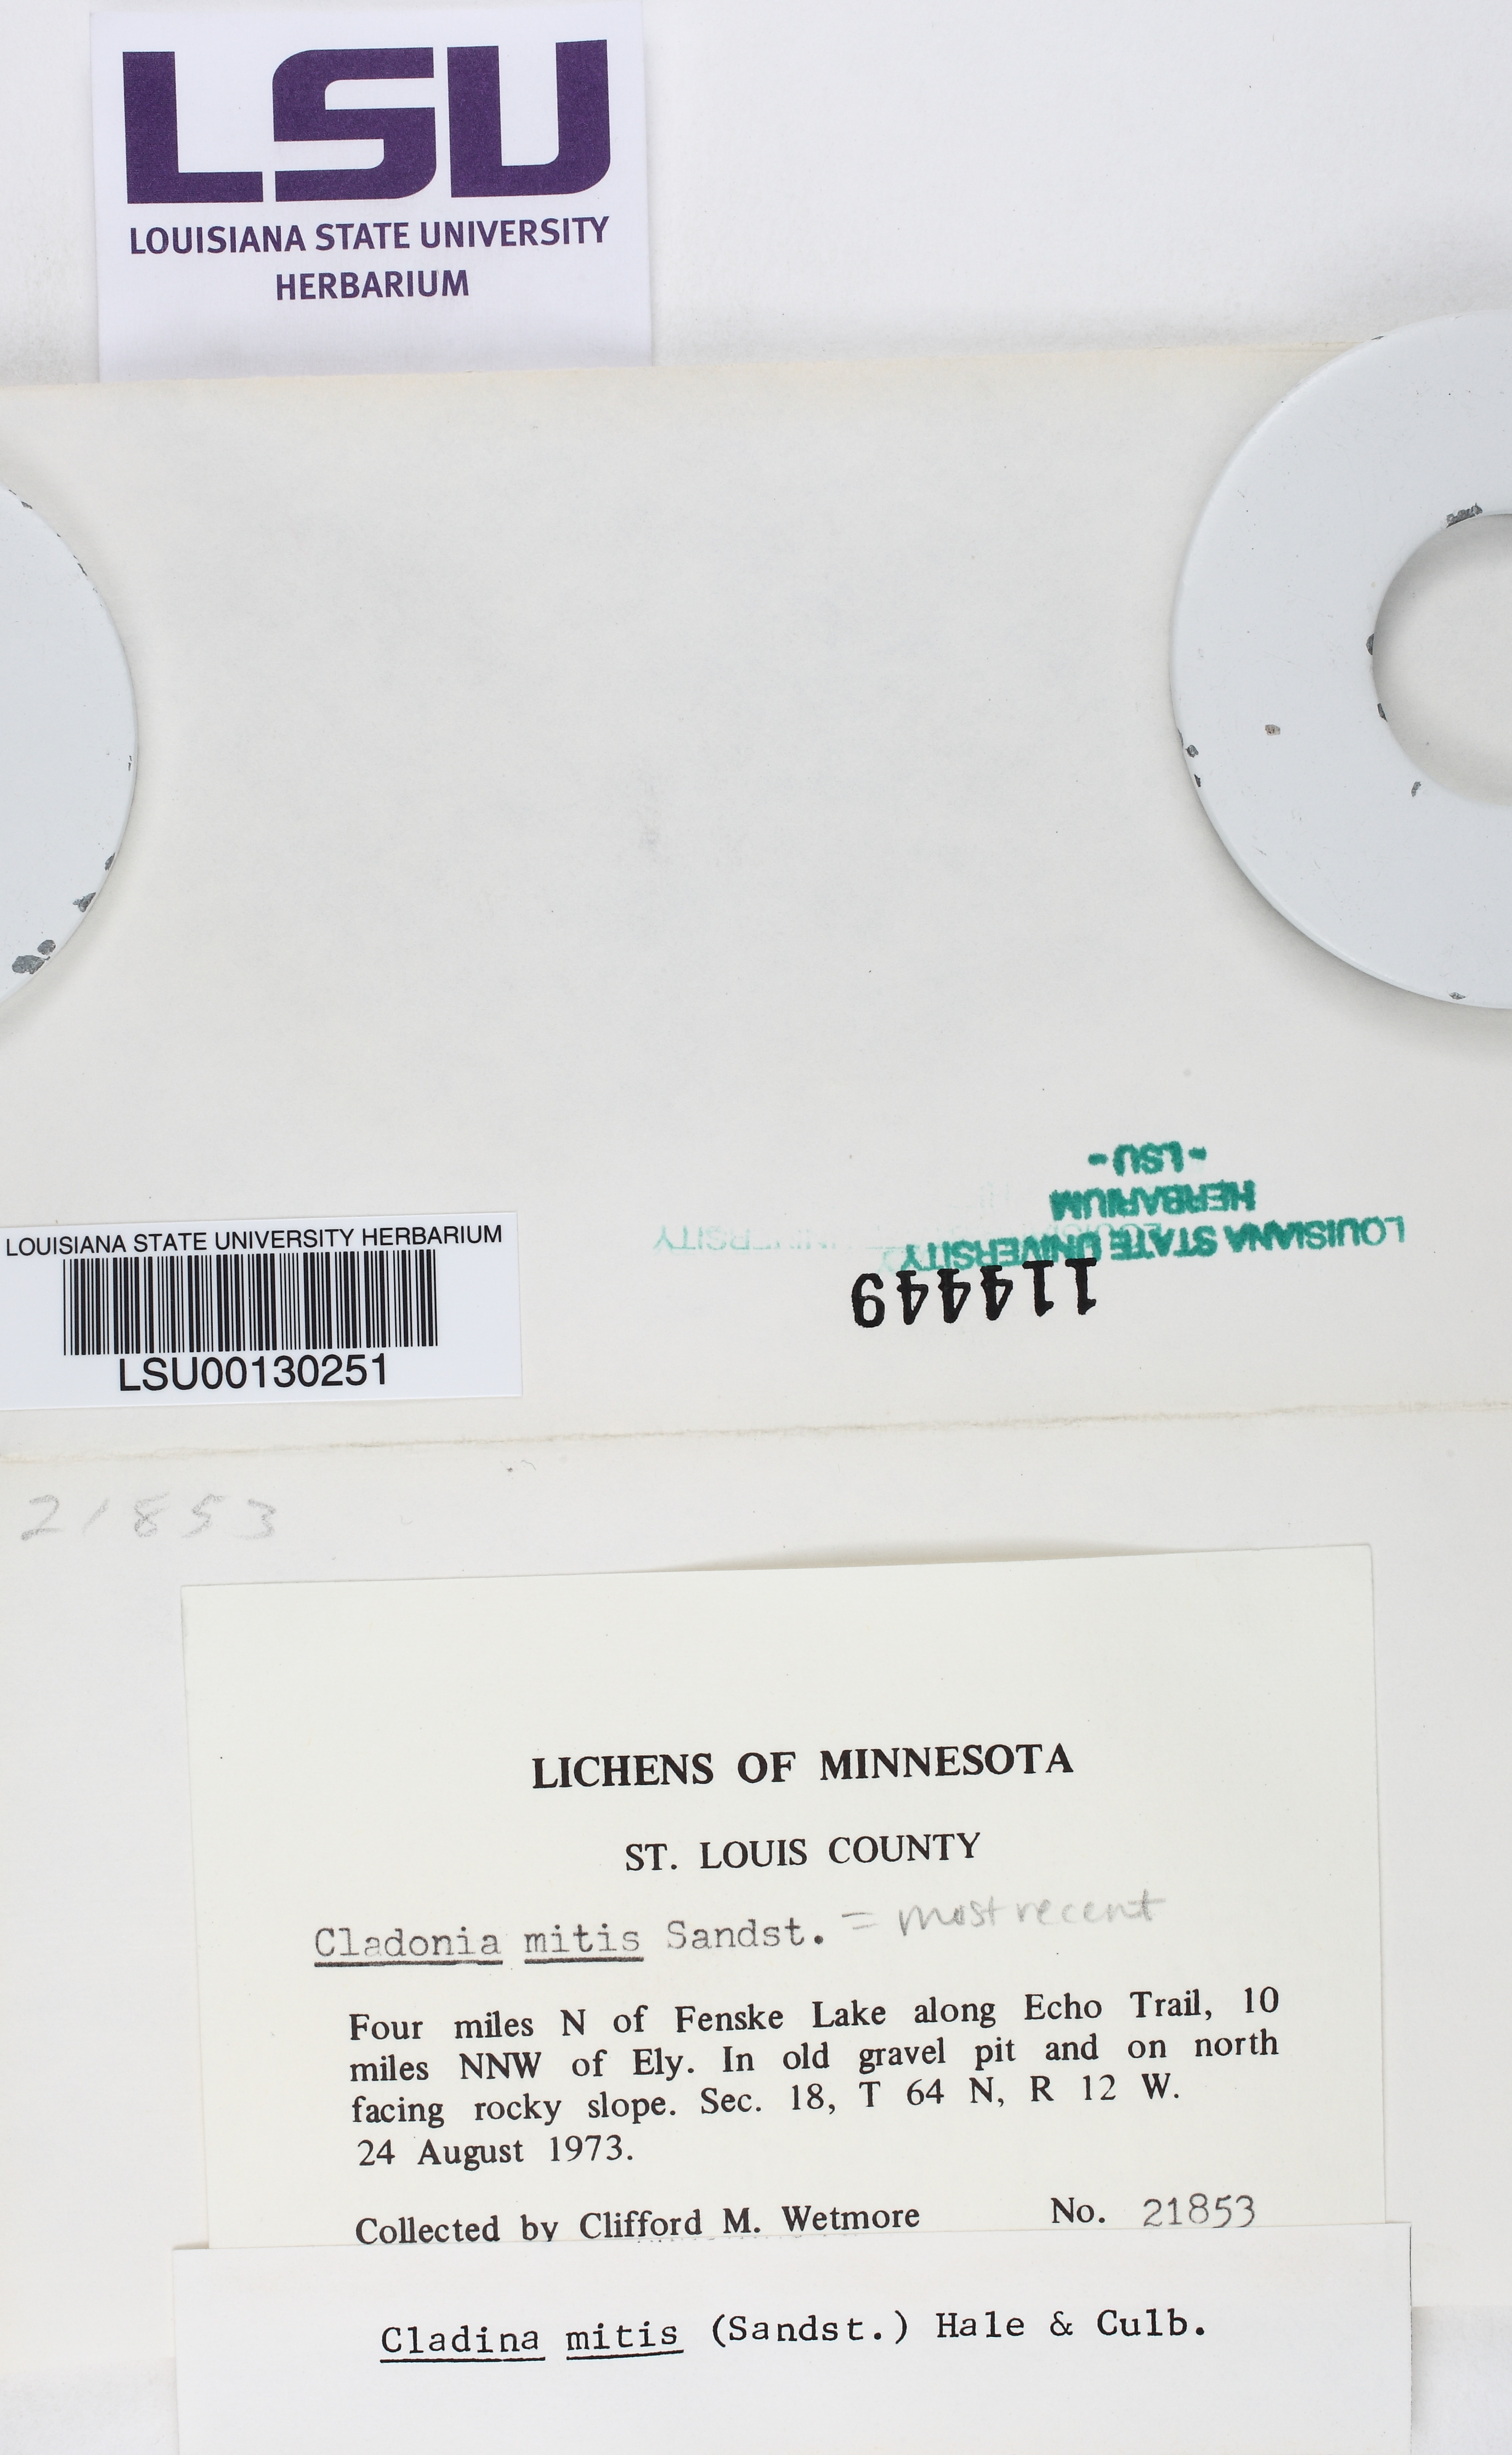 LSU
LOUISIANA STATE UNIVERSITY
HERBARIUM
- LSU -
HERBARIUM
LOUISIANA STATE UNIVERSITY
114449
LOUISIANA STATE UNIVERSITY HERBARIUM
LSU00130251
21853
LICHENS OF MINNESOTA
ST. LOUIS COUNTY
Cladonia mitis Sandst. = most recent
Four miles N of Fenske Lake along Echo Trail, 10
miles NNW of Ely. In old gravel pit and on north
facing rocky slope. Sec. 18, T 64 N, R 12 W.
24 August 1973.
Collected by Clifford M. Wetmore No. 21853
Cladina mitis (Sandst.) Hale & Culb.